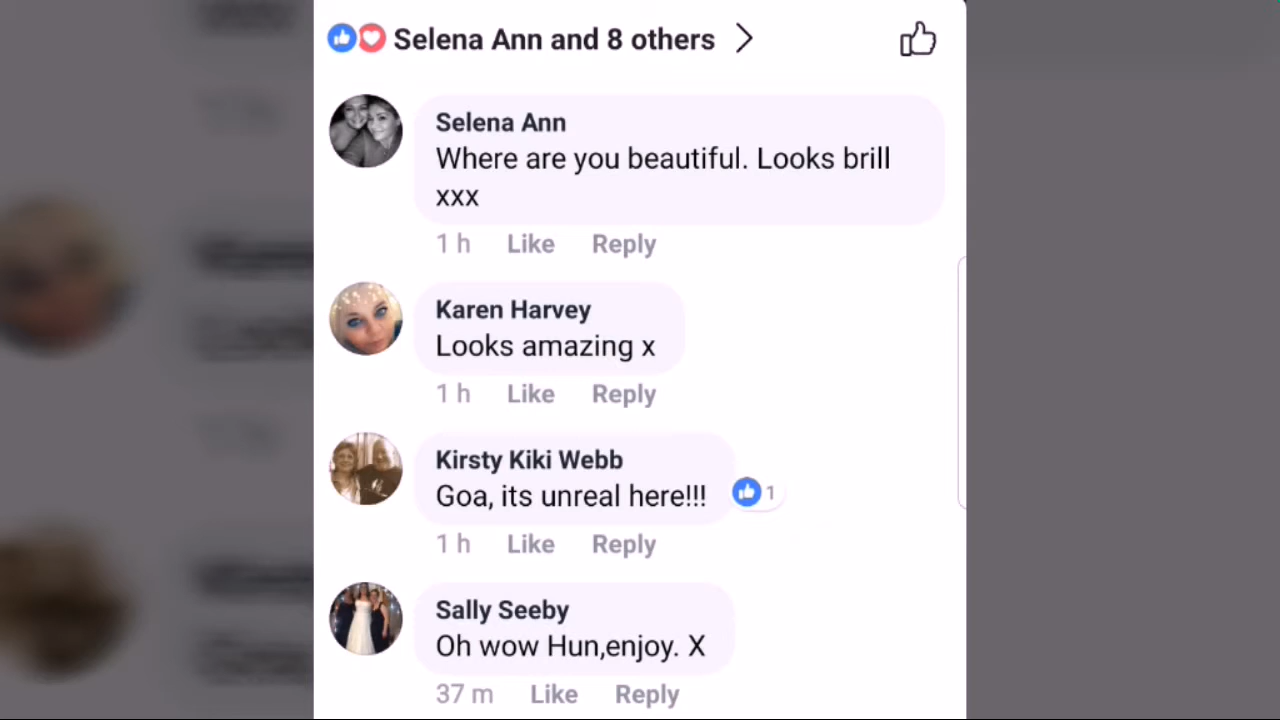 Selena Ann and 8 others
Selena Ann
Where are you beautiful. Looks brill
xxx
1 h Like Reply
Karen Harvey
Looks amazing x
1 h Like Reply
Kirsty Kiki Webb
Goa, its unreal here!!!
1
1 h Like Reply
Sally Seeby
Oh wow Hun,enjoy. X
37 m Like Reply